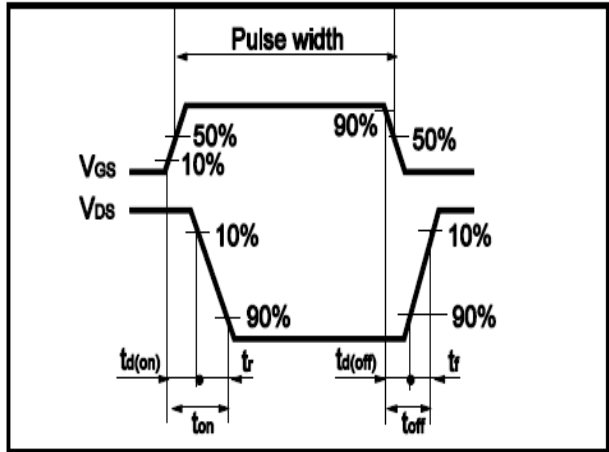 Pulse width
90%
50%
50%
10%
VGS
VDS
10%
10%
90%
90%
td(on)
tr
td(off)
tf
ton
toff